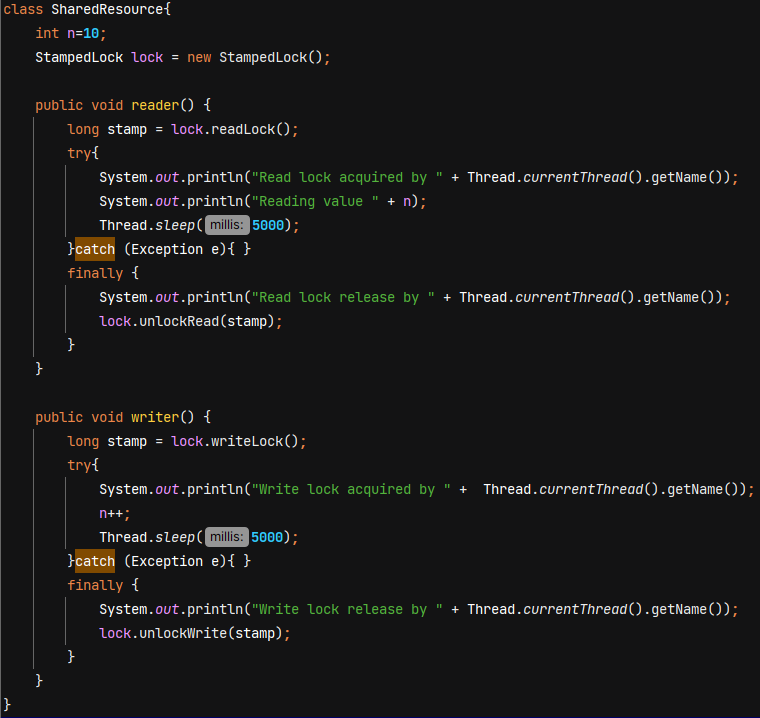 class SharedResource{
    int n=10;
    StampedLock lock = new StampedLock();

    public void reader() {
        long stamp = lock.readLock();
        try{
            System.out.println("Read lock acquired by " + Thread.currentThread().getName());
            System.out.println("Reading value " + n);
            Thread.sleep( millis: 5000);
        }catch (Exception e){ }
        finally {
            System.out.println("Read lock release by " + Thread.currentThread().getName());
            lock.unlockRead(stamp);
        }
    }

    public void writer() {
        long stamp = lock.writeLock();
        try{
            System.out.println("Write lock acquired by " +  Thread.currentThread().getName());
            n++;
            Thread.sleep( millis: 5000);
        }catch (Exception e){ }
        finally {
            System.out.println("Write lock release by " + Thread.currentThread().getName());
            lock.unlockWrite(stamp);
        }
    }
}